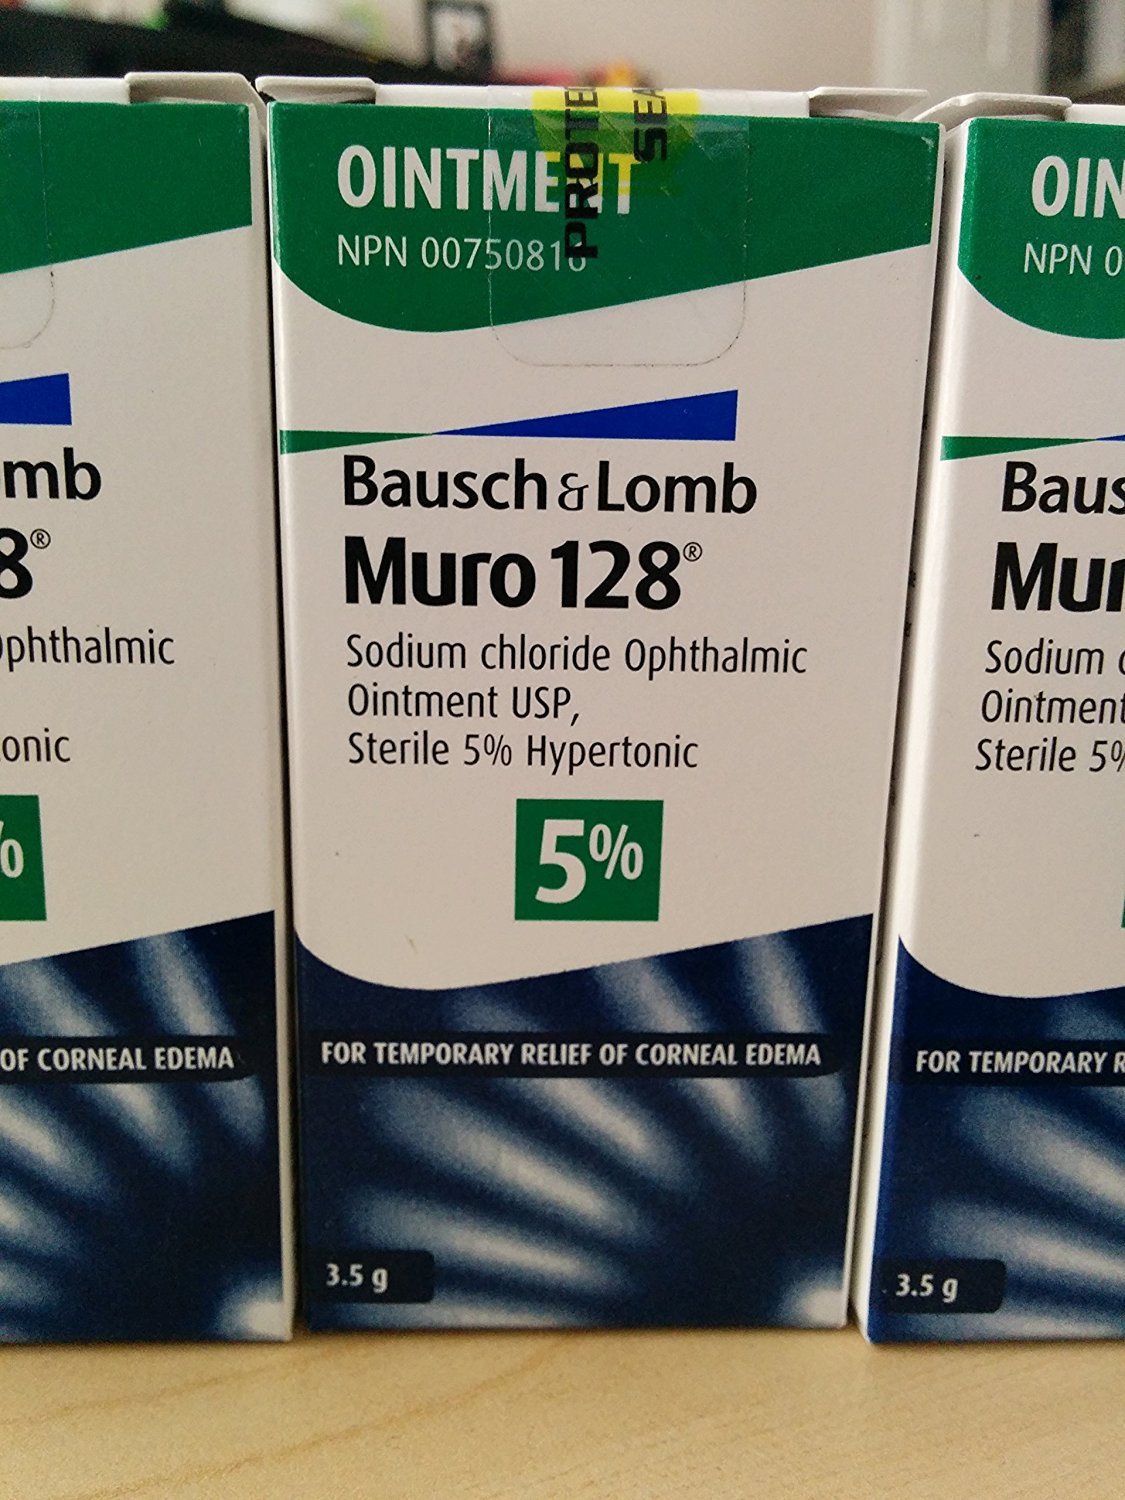 OINTMENT
NPN 00750816
Bausch & Lomb
Muro 128®
Sodium chloride Ophthalmic
Ointment USP,
Sterile 5% Hypertonic
5%
FOR TEMPORARY RELIEF OF CORNEAL EDEMA
3.5 g
mb
8®
Ophthalmic
onic
%
OF CORNEAL EDEMA
OIN
NPN 0
Baus
Mur
Sodium
Ointment
Sterile 5%
FOR TEMPORARY R
3.5 g
PROTE
SEA